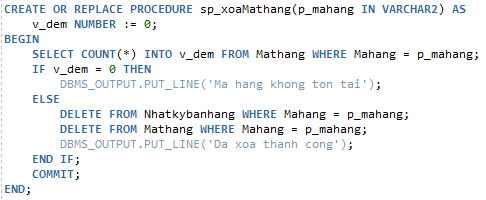 CREATE OR REPLACE PROCEDURE sp_xoaMathang(p_mahang IN VARCHAR2) AS
    v_dem NUMBER := 0;
BEGIN
    SELECT COUNT(*) INTO v_dem FROM Mathang WHERE Mahang = p_mahang;
    IF v_dem = 0 THEN
        DBMS_OUTPUT.PUT_LINE('Ma hang khong ton tai');
    ELSE
        DELETE FROM Nhatkybanhang WHERE Mahang = p_mahang;
        DELETE FROM Mathang WHERE Mahang = p_mahang;
        DBMS_OUTPUT.PUT_LINE('Da xoa thanh cong');
    END IF;
    COMMIT;
END;